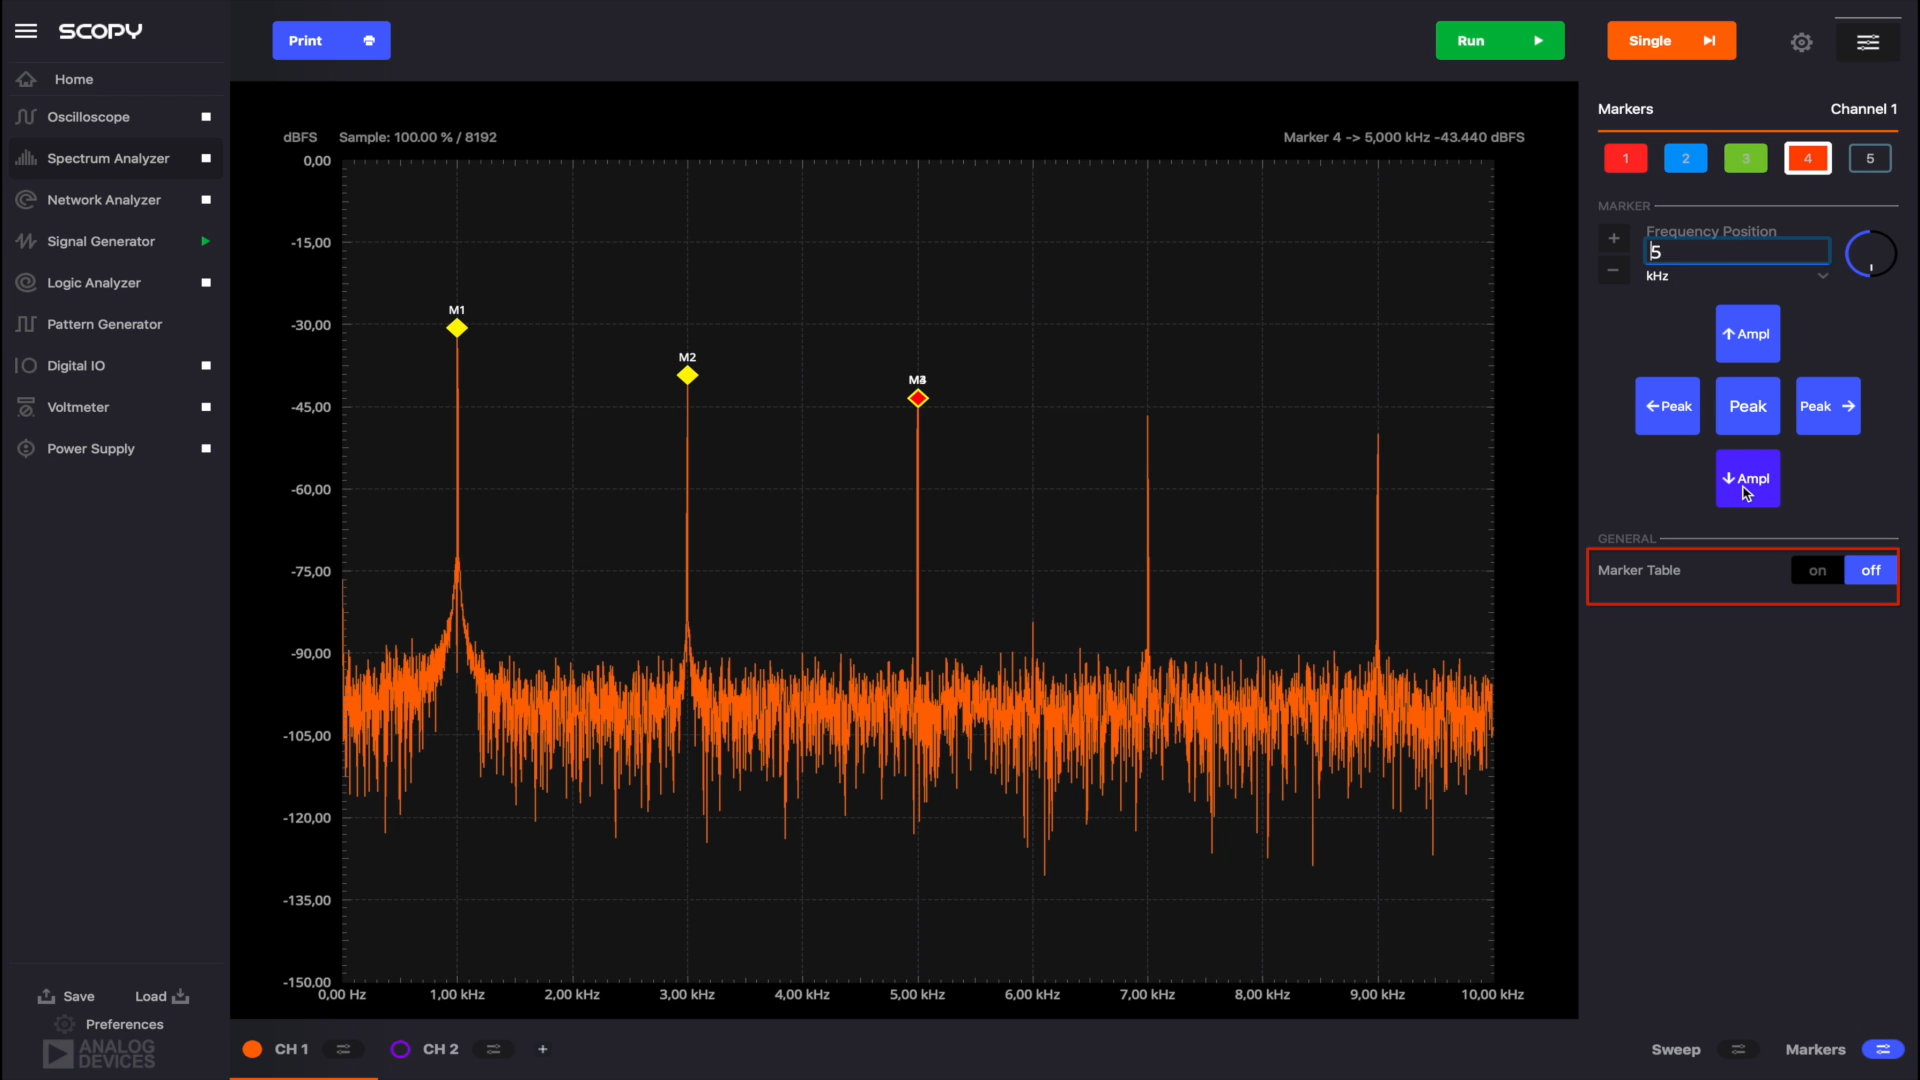 SCOPY
Print
Run
Single
Home
Oscilloscope
Spectrum Analyzer
Network Analyzer
Signal Generator
Logic Analyzer
Pattern Generator
Digital IO
Voltmeter
Power Supply
Save
Load
Preferences
ANALOG
DEVICES
dBFS Sample: 100.00 % / 8192
Marker 4 -> 5,000 kHz -43.440 dBFS
0,00
-15,00
-30,00
-45,00
-60,00
-75,00
-90,00
-105,00
-120,00
-135,00
-150.00
M1
M2
0,00 Hz 1,00 kHz 2,00 kHz 3,00 kHz 4,00 kHz 5,00 kHz 6,00 kHz 7,00 kHz 8,00 kHz 9,00 kHz 10,00 kHz
CH 1
CH 2
+
Markers Channel 1
1 2 3 4 5
MARKER
+
Frequency Position
5
-
kHz
↑ Ampl
← Peak
Peak
Peak →
↓ Ampl
GENERAL
Marker Table on off
Sweep
Markers